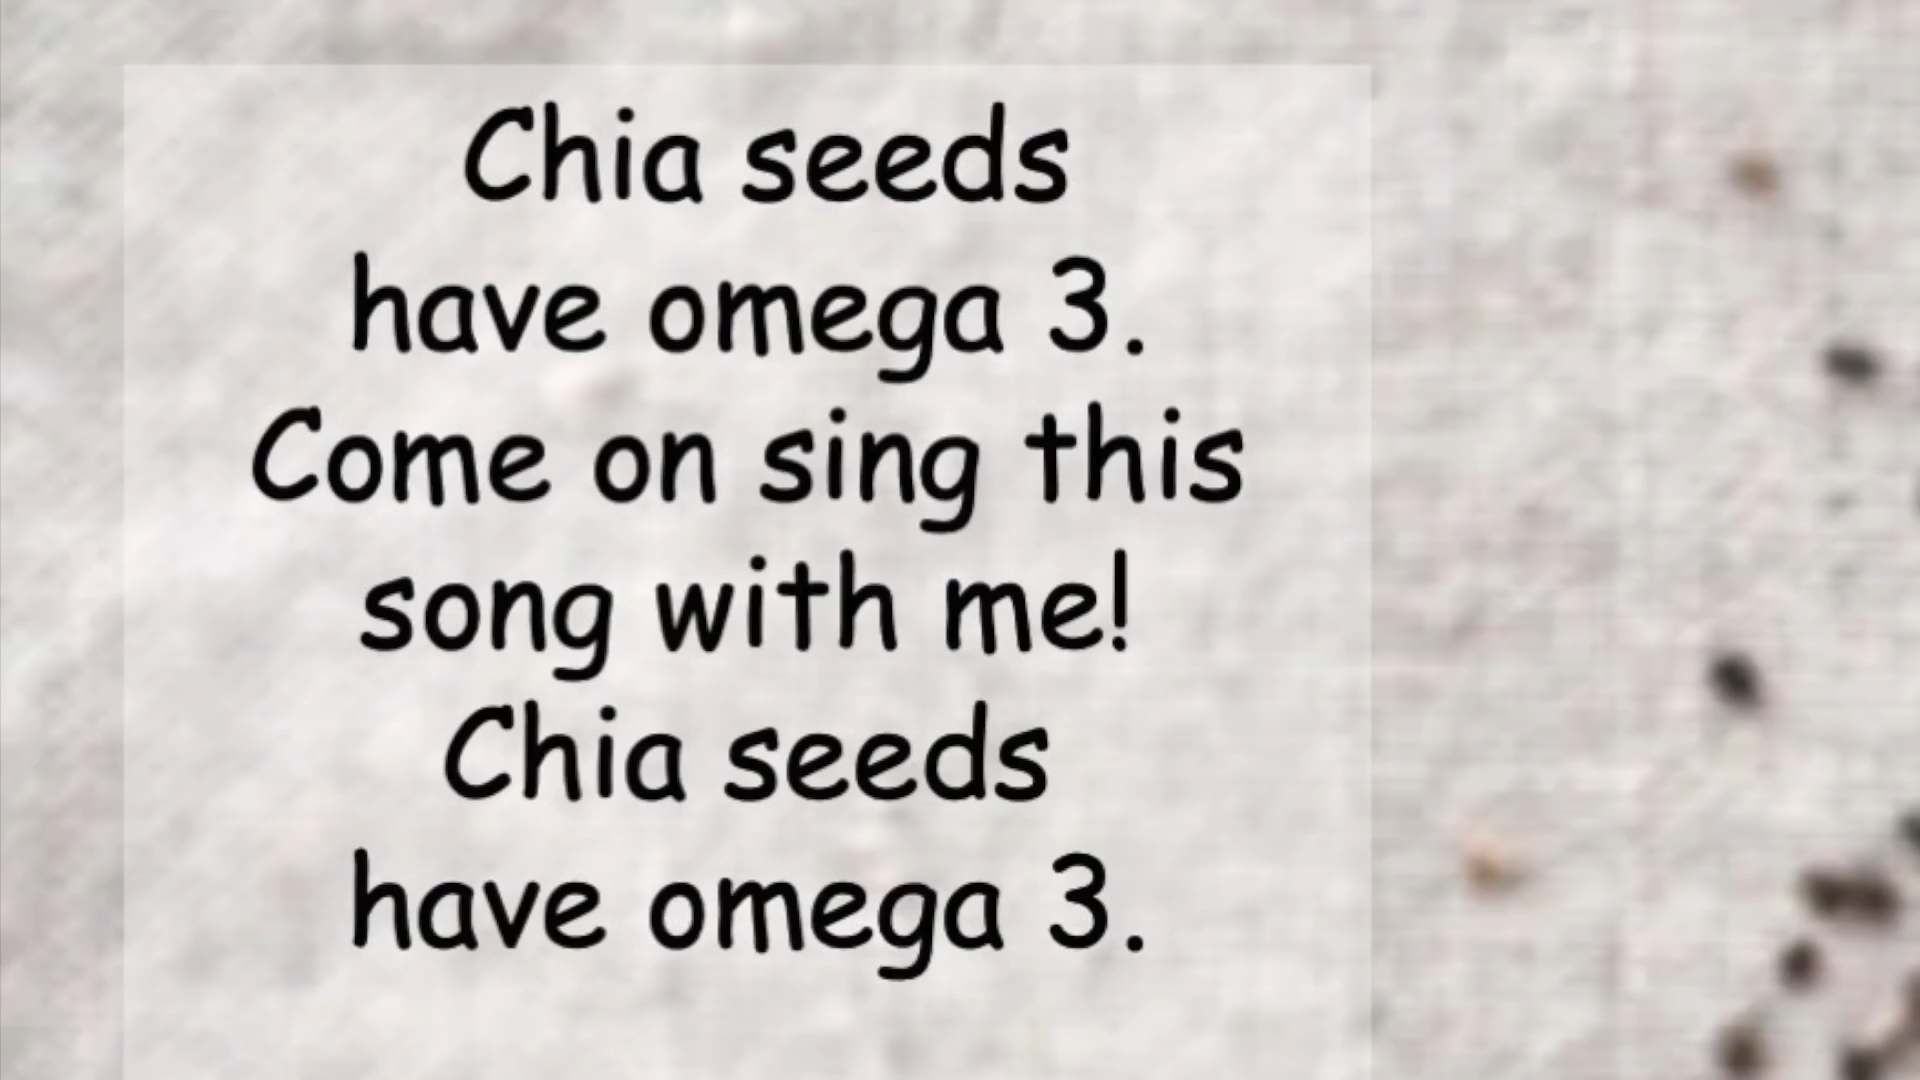 Chia seeds
have omega 3.
Come on sing this
song with me!
Chia seeds
have omega 3.